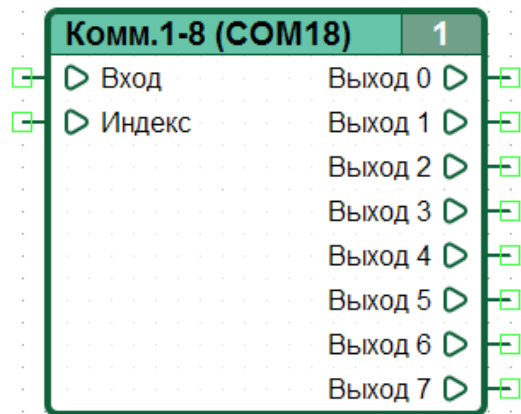 Комм.1-8 (COM18) 1
Вход Выход 0
Индекс Выход 1
Выход 2
Выход 3
Выход 4
Выход 5
Выход 6
Выход 7